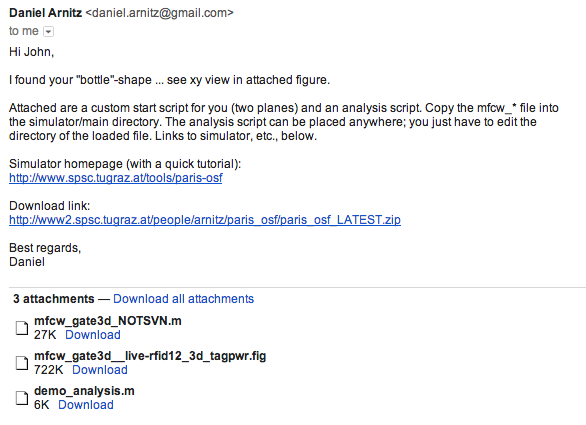 Daniel Arnitz <daniel.arnitz@gmail.com>
to me
Hi John,
I found your "bottle"-shape ... see xy view in attached figure.
Attached are a custom start script for you (two planes) and an analysis script. Copy the mfcw_* file into
the simulator/main directory. The analysis script can be placed anywhere; you just have to edit the
directory of the loaded file. Links to simulator, etc., below.
Simulator homepage (with a quick tutorial):
http://www.spsc.tugraz.at/tools/paris-osf
Download link:
http://www2.spsc.tugraz.at/people/arnitz/paris_osf/paris_osf_LATEST.zip
Best regards,
Daniel
3 attachments — Download all attachments
mfcw_gate3d_NOTSVN.m
27K Download
mfcw_gate3d__live-rfid12_3d_tagpwr.fig
722K Download
demo_analysis.m
6K Download